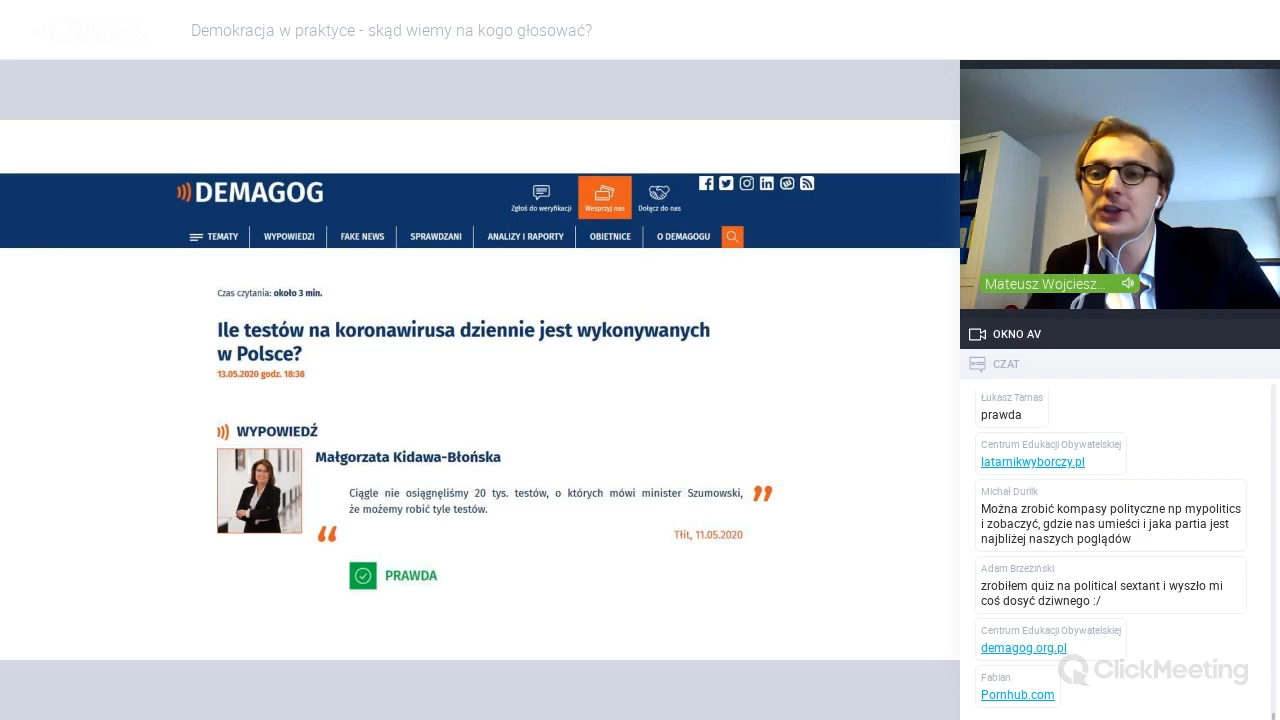 Demokracja w praktyce - skąd wiemy na kogo głosować?
DEMAGOG
Zgłoś do weryfikacji
Wesprzyj nas
Dołącz do nas
TEMATY
WYPOWIEDZI
FAKE NEWS
SPRAWDZANI
ANALIZY I RAPORTY
OBIETNICE
O DEMAGOGU
Czas czytania: około 3 min.
Ile testów na koronawirusa dziennie jest wykonywanych
w Polsce?
13.05.2020 godz. 18:38
WYPOWIEDŹ
Małgorzata Kidawa-Błońska
Ciągle nie osiągnęliśmy 20 tys. testów, o których mówi minister Szumowski,
że możemy robić tyle testów.
„
”
Tłit, 11.05.2020
PRAWDA
Mateusz Wojciesz...
OKNO AV
CZAT
Łukasz Tarnas
prawda
Centrum Edukacji Obywatelskiej
latarnikwyborczy.pl
Michał Durlik
Można zrobić kompasy polityczne np mypolitics
i zobaczyć, gdzie nas umieści i jaka partia jest
najbliżej naszych poglądów
Adam Brzeziński
zrobiłem quiz na political sextant i wyszło mi
coś dosyć dziwnego :/
Centrum Edukacji Obywatelskiej
demagog.org.pl
Fabian
Pornhub.com
ClickMeeting